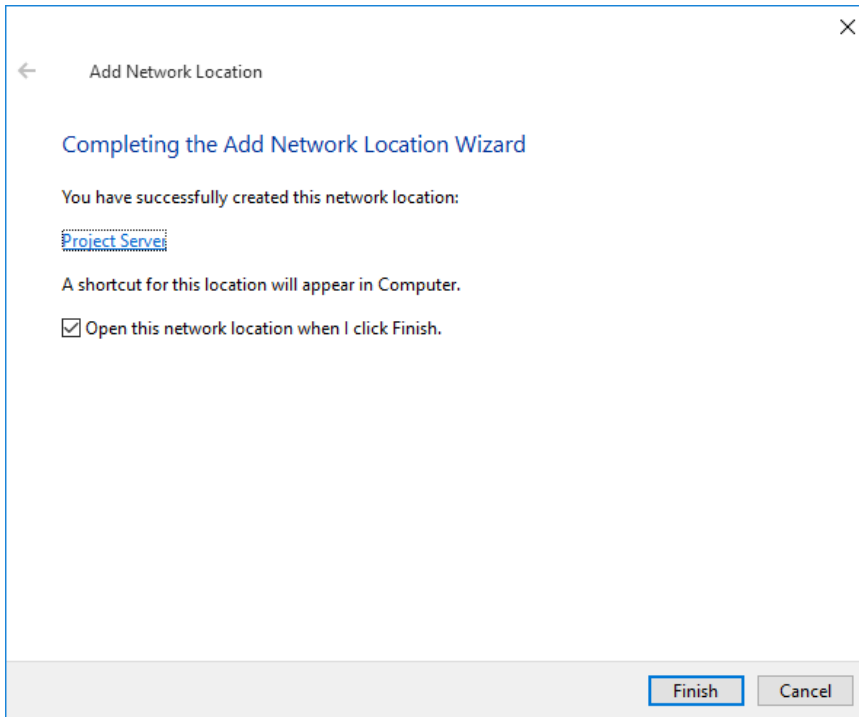 Add Network Location
Completing the Add Network Location Wizard
You have successfully created this network location:
Project Server
A shortcut for this location will appear in Computer.
Open this network location when I click Finish.
Finish
Cancel